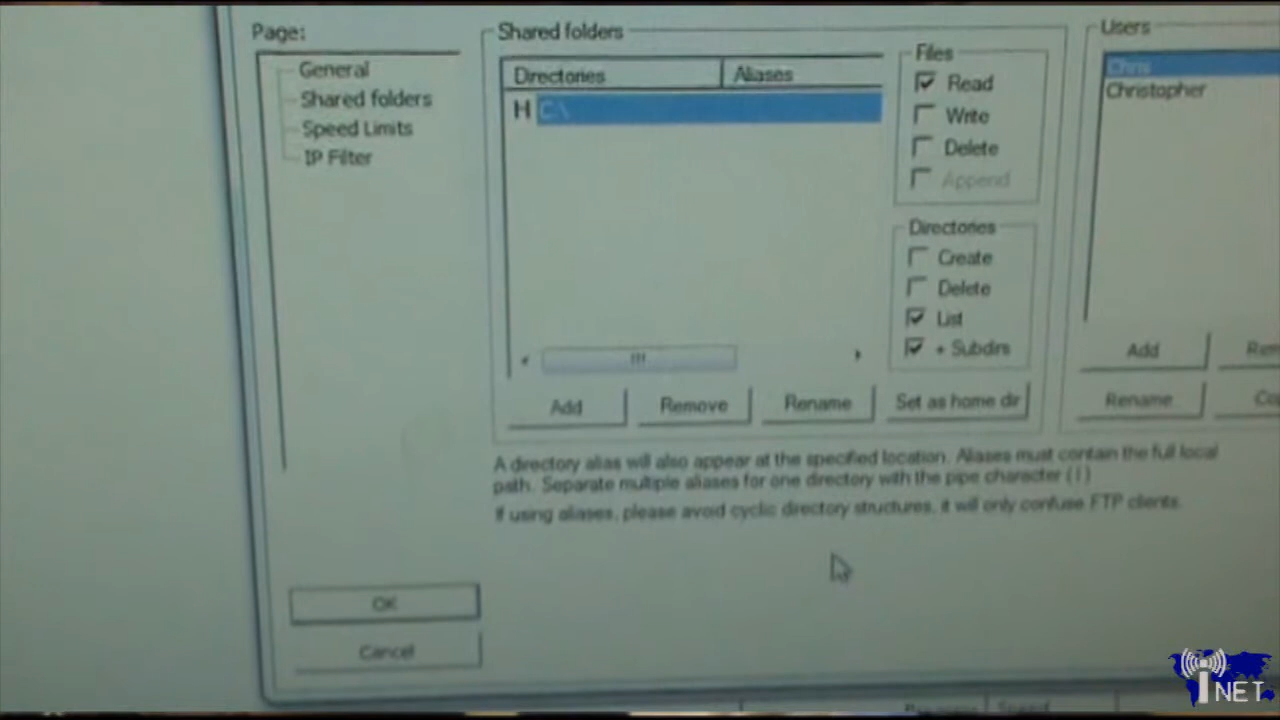 Page:
General
Shared folders
Speed Limits
IP Filter
OK
Cancel
Shared folders
Directories
Aliases
H C:\
Add
Remove
Rename
Set as home dir
Files
Read
Write
Delete
Append
Directories
Create
Delete
List
+ Subdirs
Users
Chris
Christopher
Add
Rename
A directory alias will also appear at the specified location. Aliases must contain the full local
path. Separate multiple aliases for one directory with the pipe character ( | )
If using aliases, please avoid cyclic directory structures, it will only confuse FTP clients.
iNET